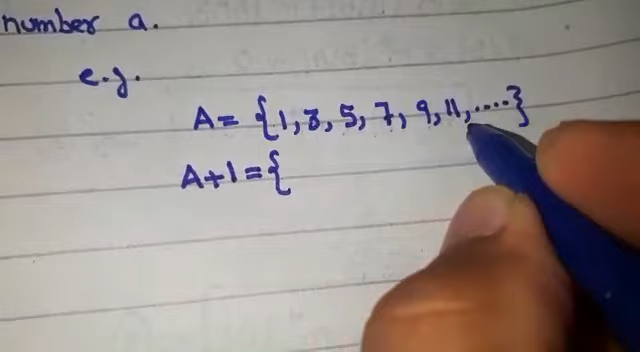 number a.
e.g.
A = {1, 3, 5, 7, 9, 11, ....}
A+1 = {